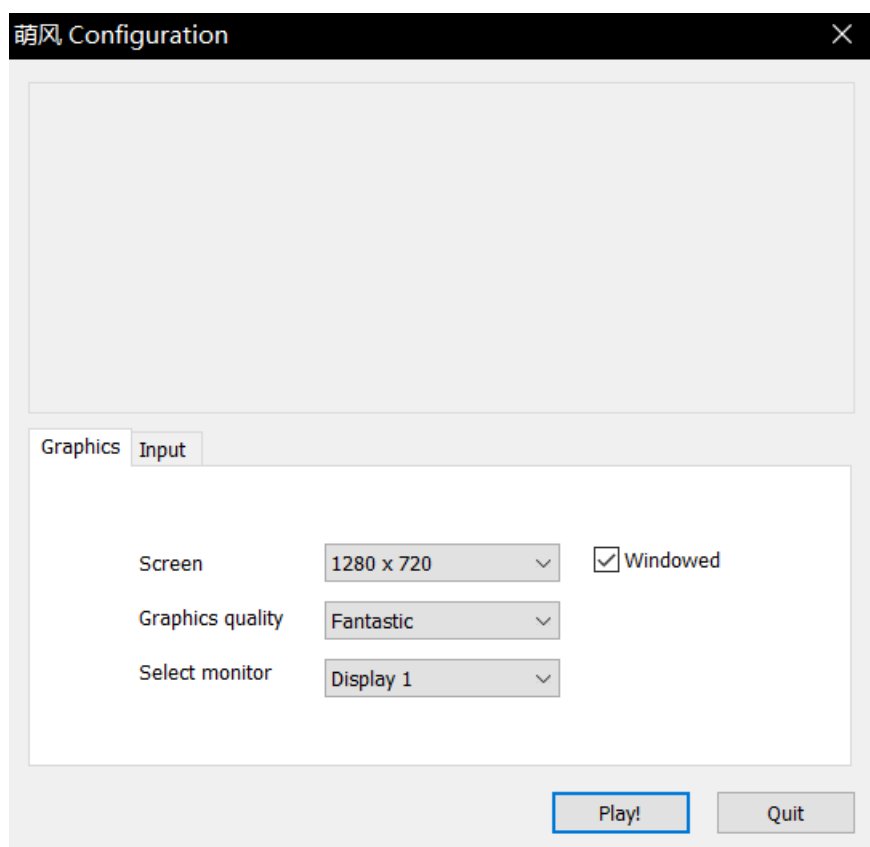 萌风 Configuration
Graphics
Input
Screen
1280 x 720
Windowed
Graphics quality
Fantastic
Select monitor
Display 1
Play!
Quit